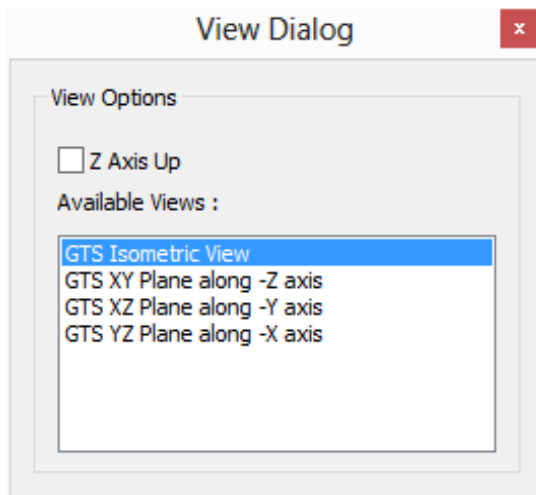 View Dialog
x
View Options
Z Axis Up
Available Views :
GTS Isometric View
GTS XY Plane along -Z axis
GTS XZ Plane along -Y axis
GTS YZ Plane along -X axis